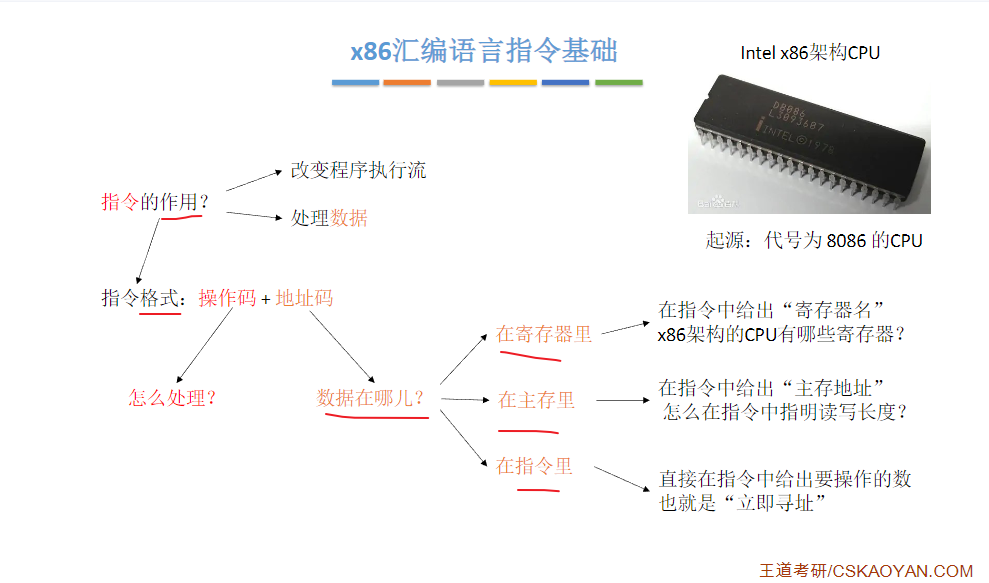 x86汇编语言指令基础
Intel x86架构CPU
D8086
L3093687
iNTEL©1978
Bai百科
起源：代号为 8086 的CPU
改变程序执行流
指令的作用？
处理数据
指令格式：操作码 + 地址码
在寄存器里
在指令中给出“寄存器名”
x86架构的CPU有哪些寄存器？
怎么处理？
数据在哪儿？
在主存里
在指令中给出“主存地址”
怎么在指令中指明读写长度？
在指令里
直接在指令中给出要操作的数
也就是“立即寻址”
王道考研/CSKAOYAN.COM